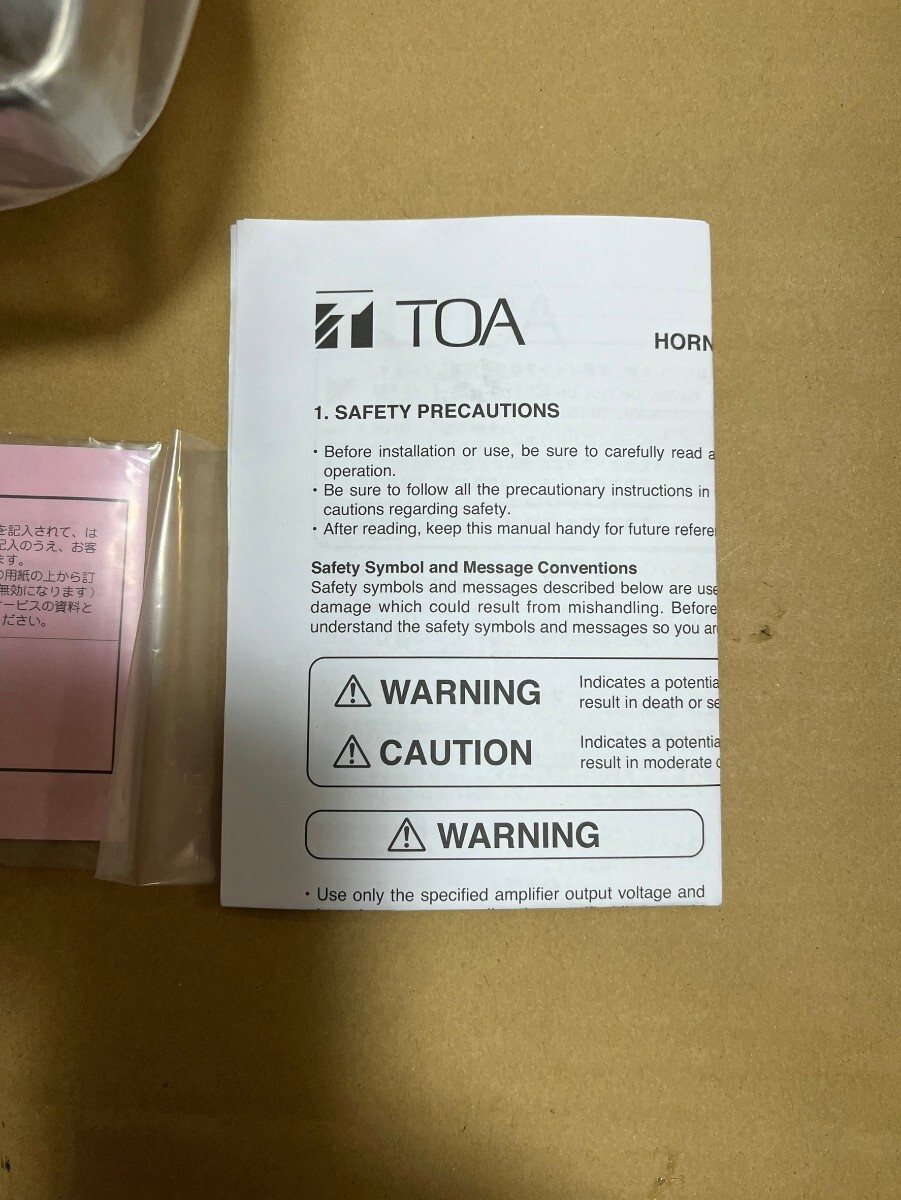 TOA
HORN
1. SAFETY PRECAUTIONS
· Before installation or use, be sure to carefully read a
operation.
· Be sure to follow all the precautionary instructions in
cautions regarding safety.
· After reading, keep this manual handy for future refere
Safety Symbol and Message Conventions
Safety symbols and messages described below are use
damage which could result from mishandling. Before
understand the safety symbols and messages so you ar
WARNING
Indicates a potentia
result in death or se
CAUTION
Indicates a potentia
result in moderate
WARNING
· Use only the specified amplifier output voltage and
を記入されて、は
記入のうえ、お客
ます。
の用紙の上から訂
無効になります)
サービスの資料と
ください。